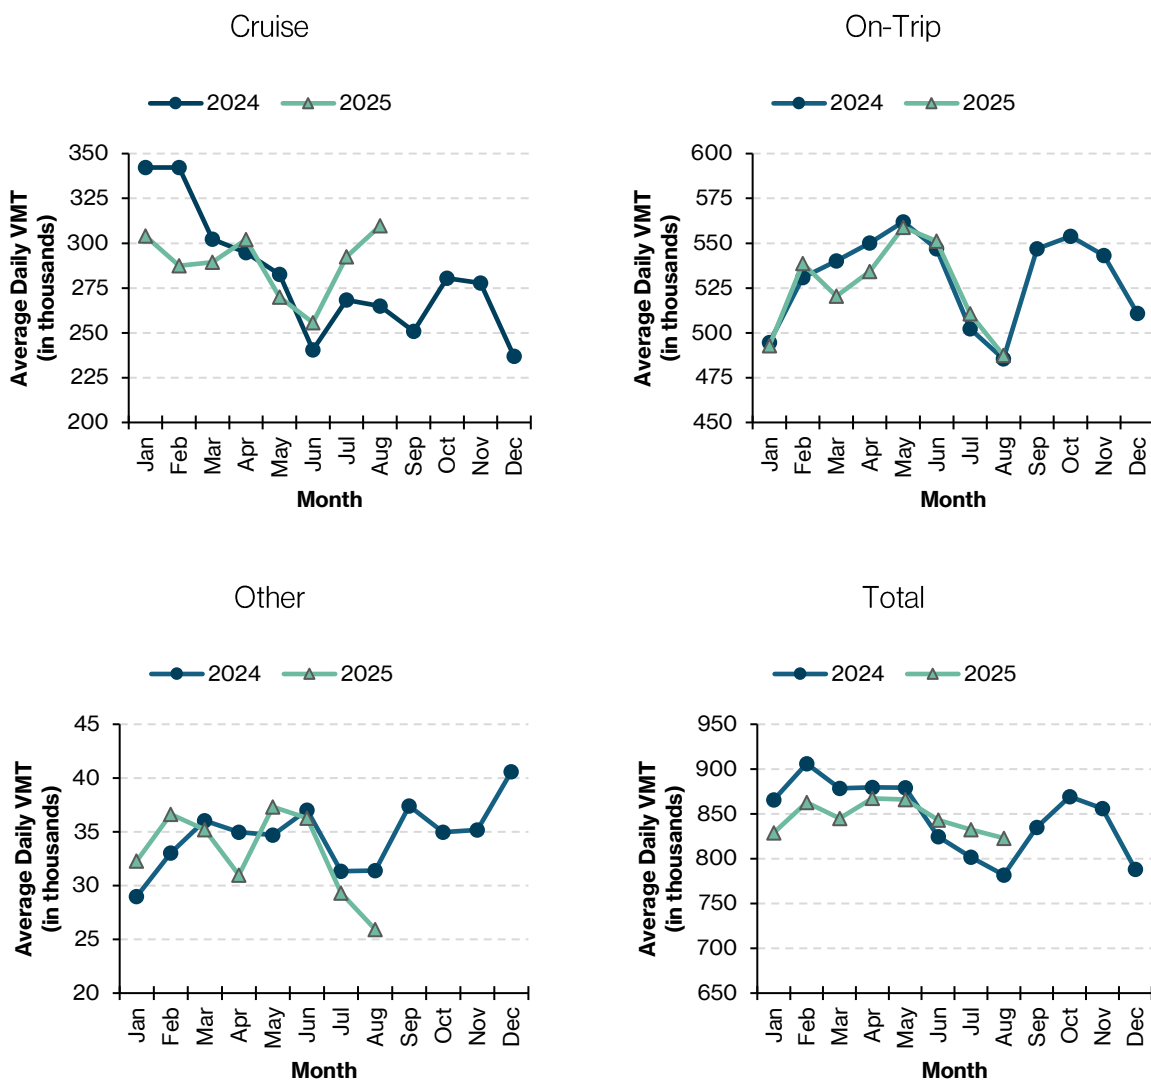 Cruise
2024 2025
350
325
300
275
250
225
200
Average Daily VMT
(in thousands)
Jan Feb Mar Apr May Jun Jul Aug Sep Oct Nov Dec
Month
On-Trip
2024 2025
600
575
550
525
500
475
450
Average Daily VMT
(in thousands)
Jan Feb Mar Apr May Jun Jul Aug Sep Oct Nov Dec
Month
Other
2024 2025
45
40
35
30
25
20
Average Daily VMT
(in thousands)
Jan Feb Mar Apr May Jun Jul Aug Sep Oct Nov Dec
Month
Total
2024 2025
950
900
850
800
750
700
650
Average Daily VMT
(in thousands)
Jan Feb Mar Apr May Jun Jul Aug Sep Oct Nov Dec
Month